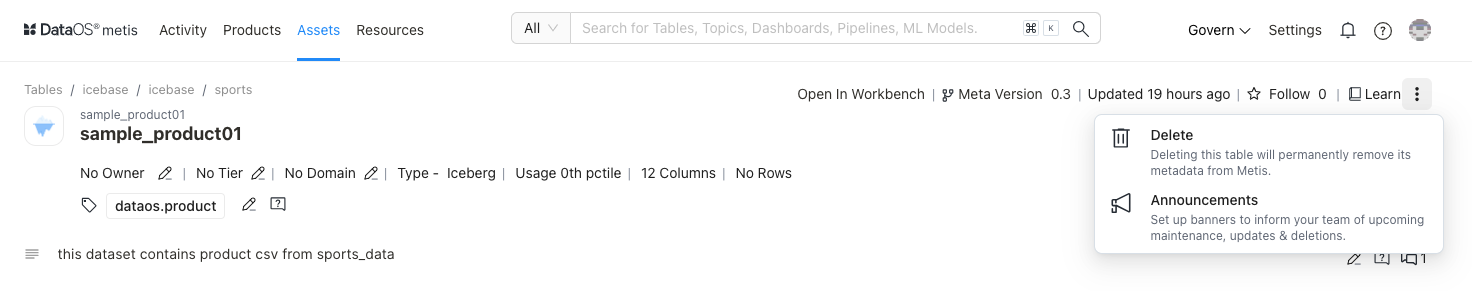 DataOS® metis Activity Products Assets Resources All Search for Tables, Topics, Dashboards, Pipelines, ML Models. ⌘ K Govern Settings
Tables / icebase / icebase / sports
Open In Workbench | Meta Version 0.3 | Updated 19 hours ago | Follow 0 | Learn
sample_product01
sample_product01
Delete
Deleting this table will permanently remove its
metadata from Metis.
No Owner | No Tier | No Domain | Type - Iceberg | Usage 0th pctile | 12 Columns | No Rows
dataos.product
Announcements
Set up banners to inform your team of upcoming
maintenance, updates & deletions.
this dataset contains product csv from sports_data
1